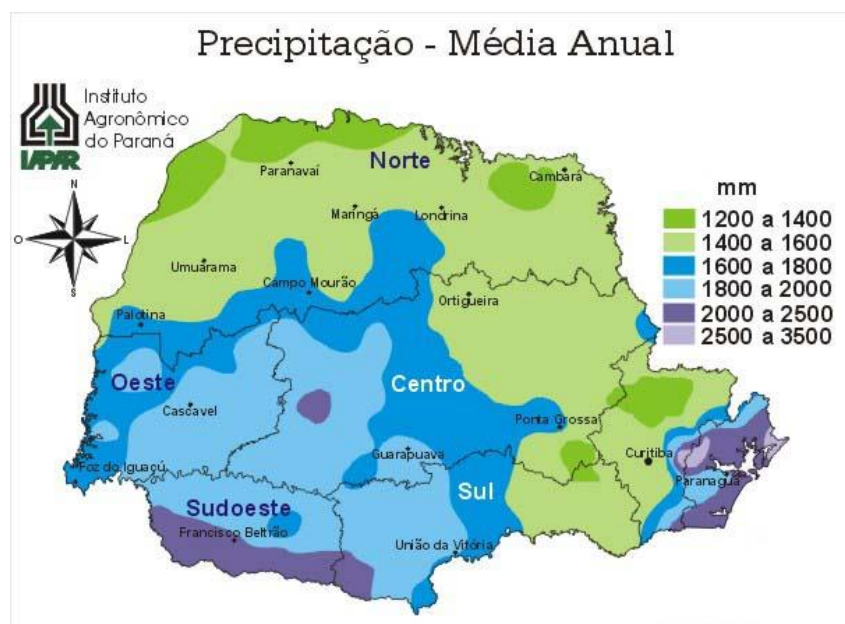 Precipitação - Média Anual
Instituto
Agronômico
do Paraná
IAPAR
N
O
L
S
Norte
Paranavaí
Cambará
Maringá
Londrina
Umuarama
Campo Mourão
Ortigueira
Palotina
Oeste
Centro
Cascavel
Ponta Grossa
Guarapuava
Curitiba
Foz do Iguaçú
Paranaguá
Sul
Sudoeste
Francisco Beltrão
União da Vitória
mm
1200 a 1400
1400 a 1600
1600 a 1800
1800 a 2000
2000 a 2500
2500 a 3500